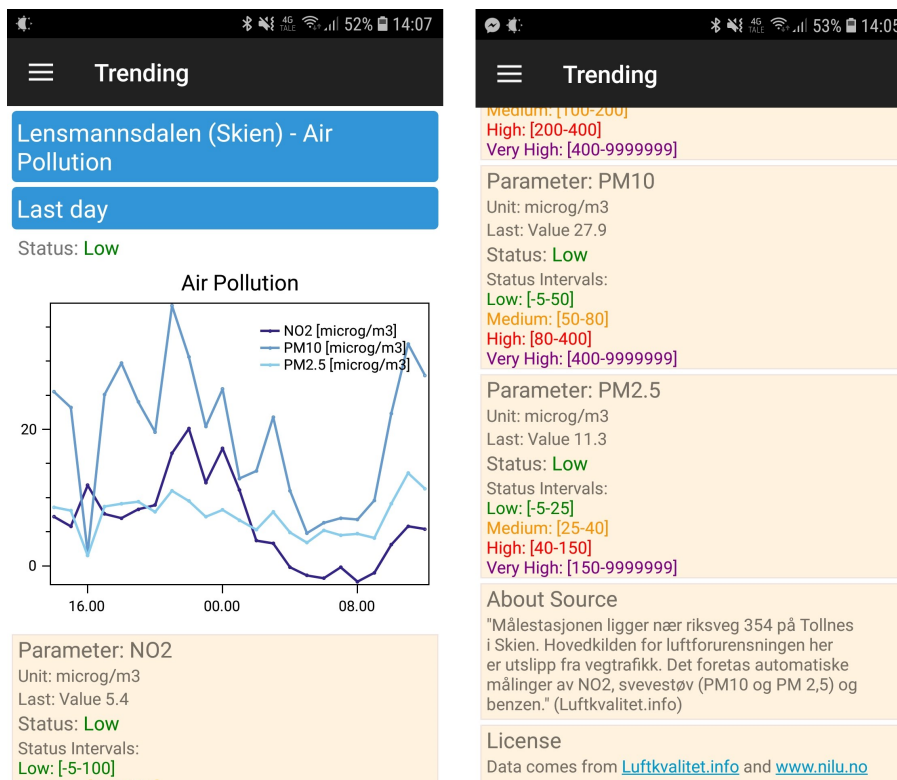 4G TALE 52% 14:07
Trending
Lensmannsdalen (Skien) - Air
Pollution
Last day
Status: Low
Air Pollution
NO2 [microg/m3]
PM10 [microg/m3]
PM2.5 [microg/m3]
20
0
16.00 00.00 08.00
Parameter: NO2
Unit: microg/m3
Last: Value 5.4
Status: Low
Status Intervals:
Low: [-5-100]
4G TALE 53% 14:05
Trending
Medium: [100-200]
High: [200-400]
Very High: [400-9999999]
Parameter: PM10
Unit: microg/m3
Last: Value 27.9
Status: Low
Status Intervals:
Low: [-5-50]
Medium: [50-80]
High: [80-400]
Very High: [400-9999999]
Parameter: PM2.5
Unit: microg/m3
Last: Value 11.3
Status: Low
Status Intervals:
Low: [-5-25]
Medium: [25-40]
High: [40-150]
Very High: [150-9999999]
About Source
"Målestasjonen ligger nær riksveg 354 på Tollnes
i Skien. Hovedkilden for luftforurensningen her
er utslipp fra vegtrafikk. Det foretas automatiske
målinger av NO2, svevestøv (PM10 og PM 2,5) og
benzen." (Luftkvalitet.info)
License
Data comes from Luftkvalitet.info and www.nilu.no